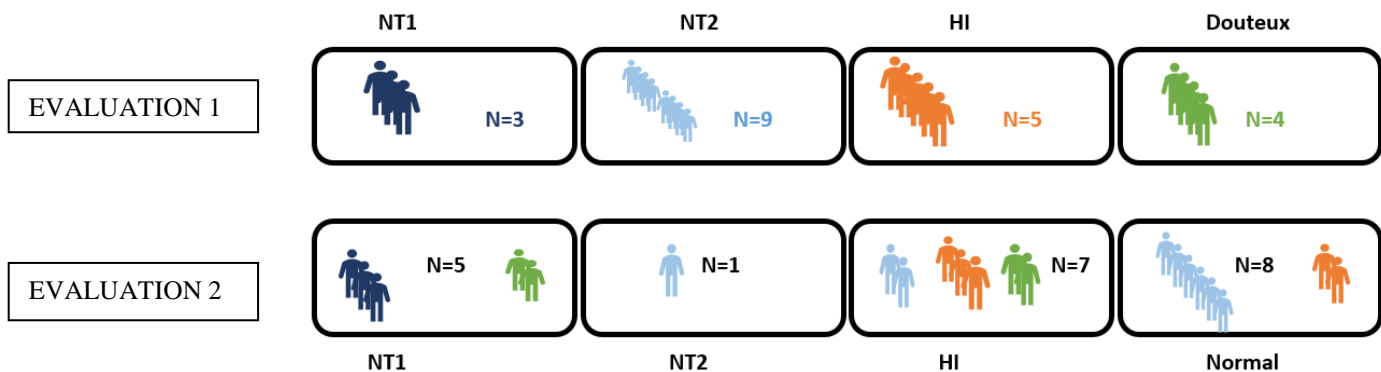 NT1 NT2 HI Douteux
EVALUATION 1
N=3 N=9 N=5 N=4
EVALUATION 2
N=5 N=1 N=7 N=8
NT1 NT2 HI Normal